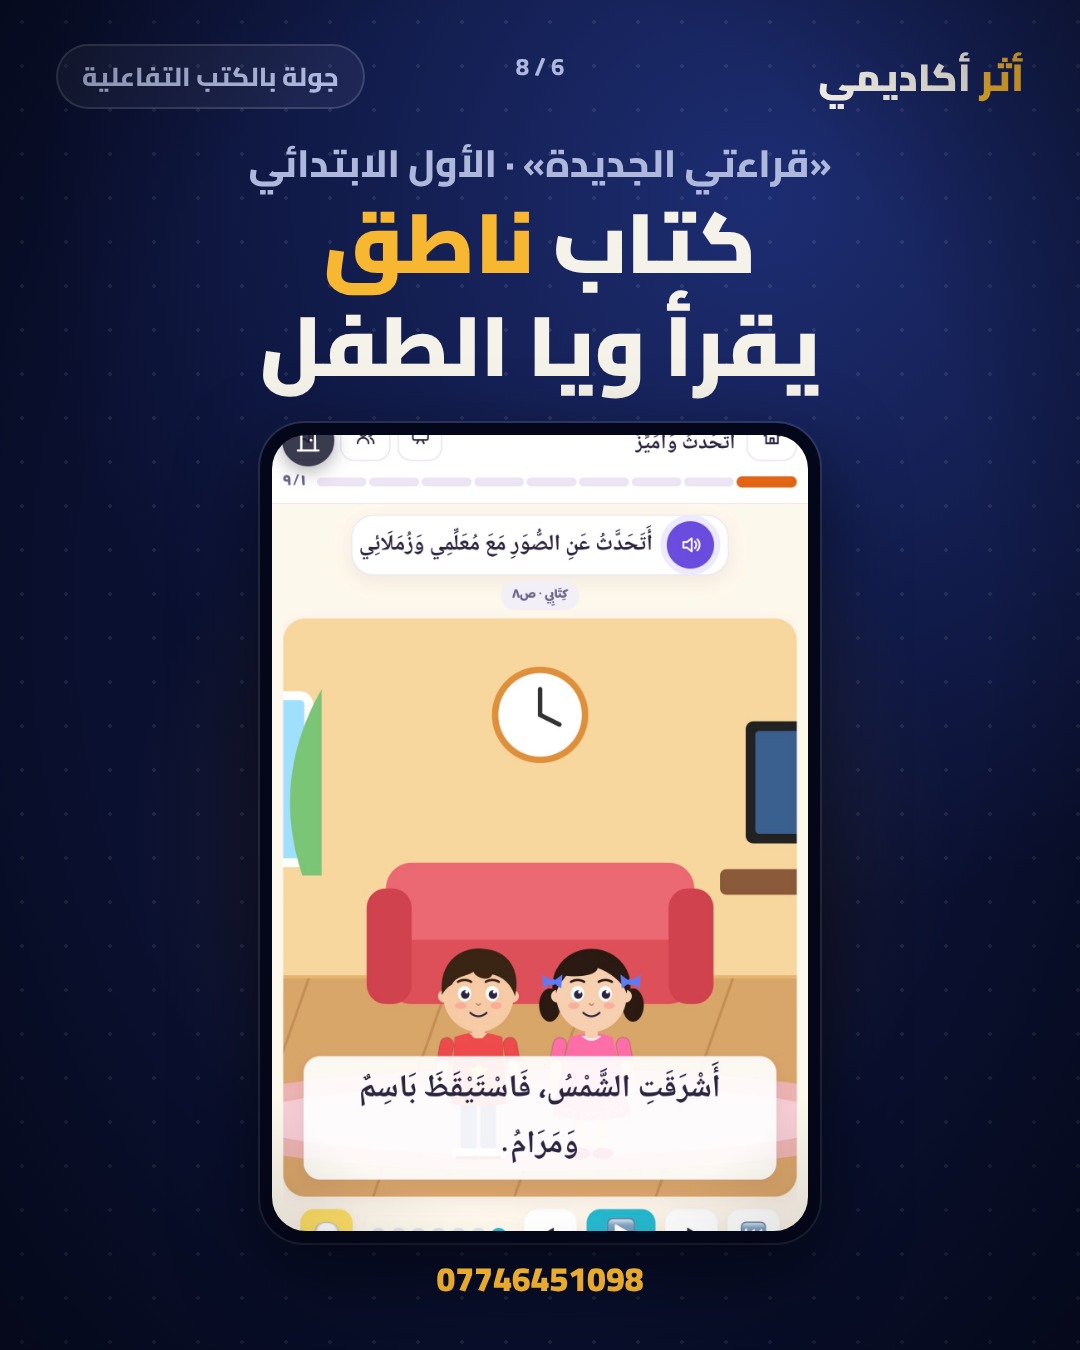 أثر أكاديمي
8 / 6
جولة بالكتب التفاعلية
«قراءتي الجديدة» · الأول الابتدائي
كتاب ناطق
يقرأ ويا الطفل
أتحدث وأميز
٩/١
أَتَحَدَّثُ عَنِ الصُّوَرِ مَعَ مُعَلِّمِي وَزُمَلَائِي
كِتَابِي · ص٨
أَشْرَقَتِ الشَّمْسُ، فَاسْتَيْقَظَ بَاسِمٌ
وَمَرَامُ.
07746451098